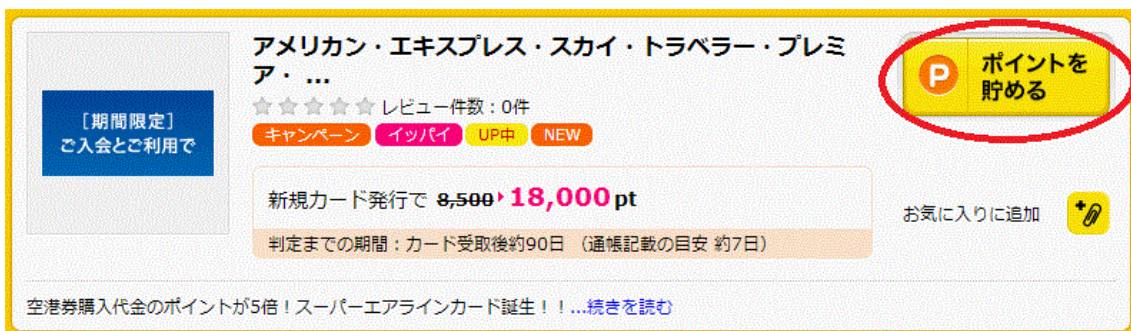 アメリカン・エキスプレス・スカイ・トラベラー・プレミ
ア・ ...
レビュー件数：0件
キャンペーン イッパイ UP中 NEW
[期間限定]
ご入会とご利用で
P ポイントを
貯める
新規カード発行で 8,500 18,000pt
判定までの期間：カード受取後約90日 （通帳記載の目安 約7日）
お気に入りに追加
空港券購入代金のポイントが5倍！スーパーエアラインカード誕生！！...続きを読む